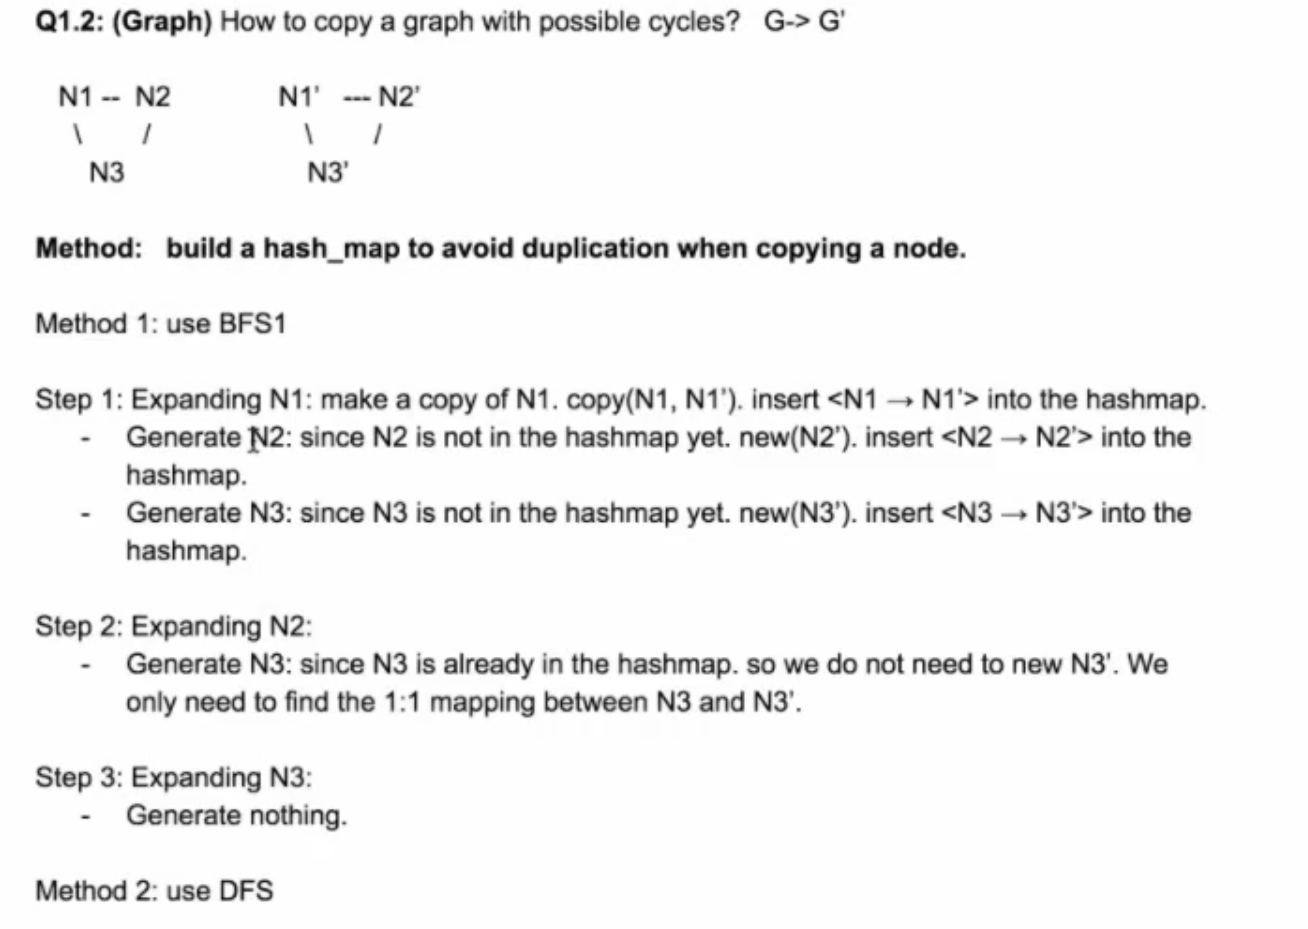 Q1.2: (Graph) How to copy a graph with possible cycles?   G-> G'
N1 --  N2               N1'   --- N2'
\       /                    \       /
N3                        N3'
Method:   build a hash_map to avoid duplication when copying a node.
Method 1: use BFS1
Step 1: Expanding N1: make a copy of N1. copy(N1, N1'). insert <N1 → N1'> into the hashmap.
-    Generate N2: since N2 is not in the hashmap yet. new(N2'). insert <N2 → N2'> into the
hashmap.
-    Generate N3: since N3 is not in the hashmap yet. new(N3'). insert <N3 → N3'> into the
hashmap.
Step 2: Expanding N2:
-    Generate N3: since N3 is already in the hashmap. so we do not need to new N3'. We
only need to find the 1:1 mapping between N3 and N3'.
Step 3: Expanding N3:
-    Generate nothing.
Method 2: use DFS